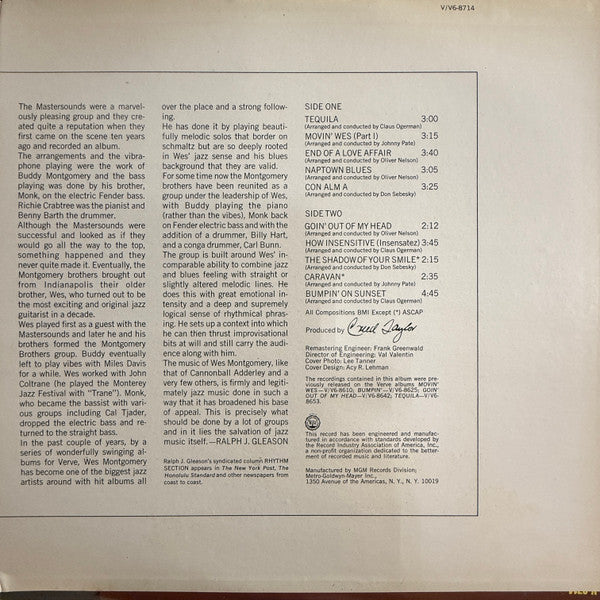 V/V6-8714
The Mastersounds were a marvel-
ously pleasing group and they cre-
ated quite a reputation when they
first came on the scene ten years
ago and recorded an album.
The arrangements and the vibra-
phone playing were the work of
Buddy Montgomery and the bass
playing was done by his brother,
Monk, on the electric Fender bass.
Richie Crabtree was the pianist and
Benny Barth the drummer.
Although the Mastersounds were
successful and looked as if they
would go all the way to the top,
something happened and they
never quite made it. Eventually, the
Montgomery brothers brought out
from Indianapolis their older
brother, Wes, who turned out to be
the most exciting and original jazz
guitarist in a decade.
Wes played first as a guest with the
Mastersounds and later he and his
brothers formed the Montgomery
Brothers group. Buddy eventually
left to play vibes with Miles Davis
for a while. Wes worked with John
Coltrane (he played the Monterey
Jazz Festival with "Trane"). Monk,
who became the bassist with var-
ious groups including Cal Tjader,
dropped the electric bass and re-
turned to the straight bass.
In the past couple of years, by a
series of wonderfully swinging al-
bums for Verve, Wes Montgomery
has become one of the biggest jazz
artists around with hit albums all
over the place and a strong follow-
ing.
He has done it by playing beauti-
fully melodic solos that border on
schmaltz but are so deeply rooted
in Wes' jazz sense and his blues
background that they are valid.
For some time now the Montgomery
brothers have been reunited as a
group under the leadership of Wes,
with Buddy playing the piano
(rather than the vibes), Monk back
on Fender electric bass and with the
addition of a drummer, Billy Hart,
and a conga drummer, Carl Bunn.
The group is built around Wes' in-
comparable ability to combine jazz
and blues feeling with straight or
slightly altered melodic lines. He
does this with great emotional in-
tensity and a deep and supremely
logical sense of rhythmical phras-
ing. He sets up a context into which
he can then thrust improvisational
bits at will and still carry the audi-
ence along with him.
The music of Wes Montgomery, like
that of Cannonball Adderley and a
very few others, is firmly and legiti-
mately jazz music done in such a
way that it has broadened his base
of appeal. This is precisely what
should be done by a lot of groups
and in it lies the salvation of jazz
music itself.—RALPH J. GLEASON
Ralph J. Gleason's syndicated column RHYTHM
SECTION appears in The New York Post, The
Honolulu Standard and other newspapers from
coast to coast.
SIDE ONE
TEQUILA 3:00
(Arranged and conducted by Claus Ogerman)
MOVIN' WES (Part I) 3:15
(Arranged and conducted by Johnny Pate)
END OF A LOVE AFFAIR 3:40
(Arranged and conducted by Oliver Nelson)
NAPTOWN BLUES 3:05
(Arranged and conducted by Oliver Nelson)
CON ALM A 3:25
(Arranged and conducted by Don Sebesky)
SIDE TWO
GOIN' OUT OF MY HEAD 2:12
(Arranged and conducted by Oliver Nelson)
HOW INSENSITIVE (Insensatez) 3:45
(Arranged and conducted by Claus Ogerman)
THE SHADOW OF YOUR SMILE* 2:15
(Arranged and conducted by Don Sebesky)
CARAVAN* 2:35
(Arranged and conducted by Johnny Pate)
BUMPIN' ON SUNSET 4:45
(Arranged and conducted by Claus Ogerman)
All Compositions BMI Except (*) ASCAP
Produced by Creed Taylor
Remastering Engineer: Frank Greenwald
Director of Engineering: Val Valentin
Cover Photo: Lee Tanner
Cover Design: Acy R. Lehman
The recordings contained in this album were pre-
viously released on the Verve albums MOVIN'
WES—V/V6-8610; BUMPIN'—V/V6-8625; GOIN'
OUT OF MY HEAD—V/V6-8642; TEQUILA—V/V6-
8653.
This record has been engineered and manufac-
tured in accordance with standards developed by the
Record Industry Association of America, Inc.,
a non-profit organization dedicated to the better-
ment of recorded music and literature.
Manufactured by MGM Records Division;
Metro-Goldwyn-Mayer Inc.,
1350 Avenue of the Americas, N. Y., N. Y. 10019